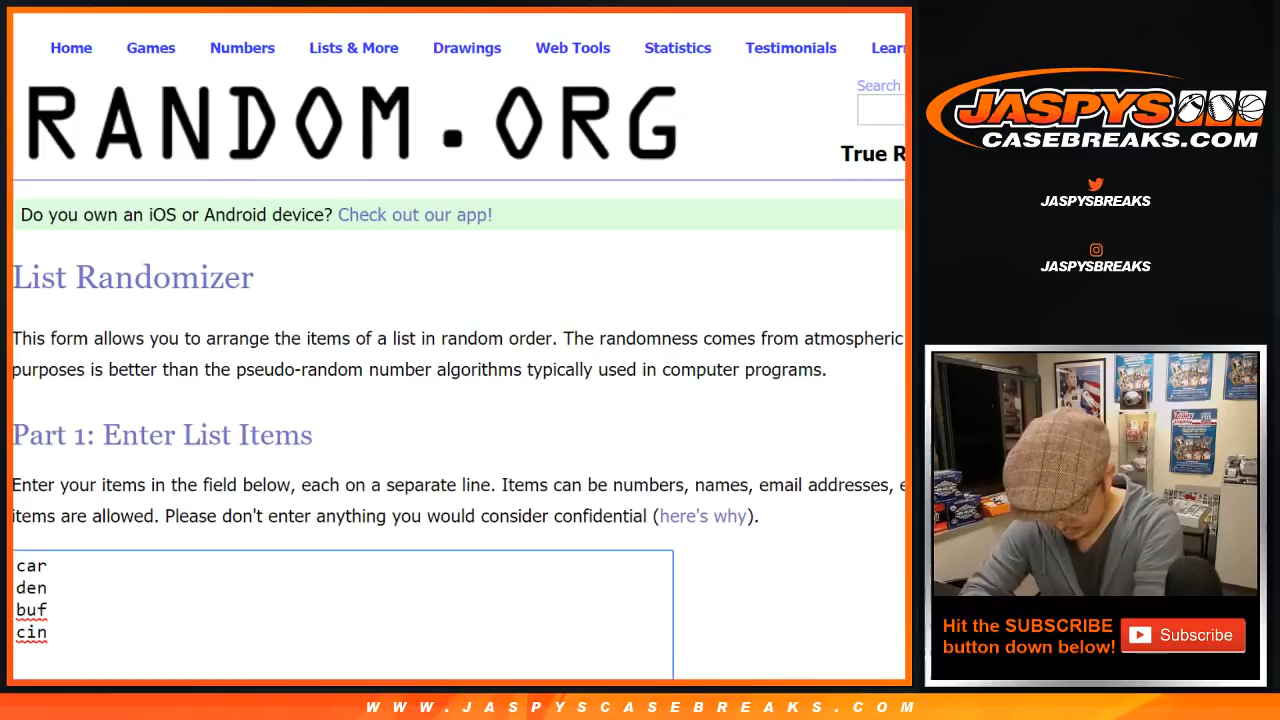 Home Games Numbers Lists & More Drawings Web Tools Statistics Testimonials Lear
RANDOM.ORG
Search
True R
Do you own an iOS or Android device? Check out our app!
List Randomizer
This form allows you to arrange the items of a list in random order. The randomness comes from atmospheric
purposes is better than the pseudo-random number algorithms typically used in computer programs.
Part 1: Enter List Items
Enter your items in the field below, each on a separate line. Items can be numbers, names, email addresses, e
items are allowed. Please don't enter anything you would consider confidential (here's why).
car
den
buf
cin
JASPYS
CASEBREAKS.COM
JASPYSBREAKS
JASPYSBREAKS
Hit the SUBSCRIBE
button down below!
Subscribe
WWW.JASPYSCASEBREAKS.COM